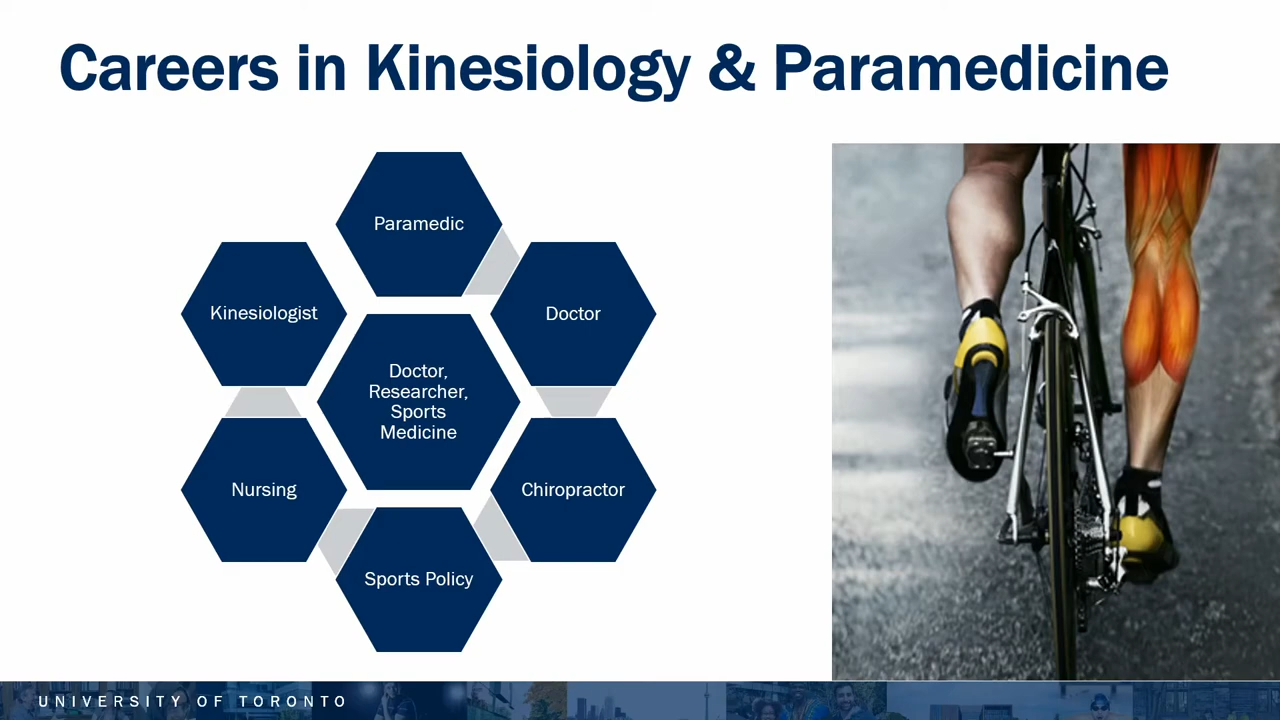 Careers in Kinesiology & Paramedicine
Paramedic
Kinesiologist
Doctor
Doctor,
Researcher,
Sports
Medicine
Nursing
Chiropractor
Sports Policy
UNIVERSITY OF TORONTO